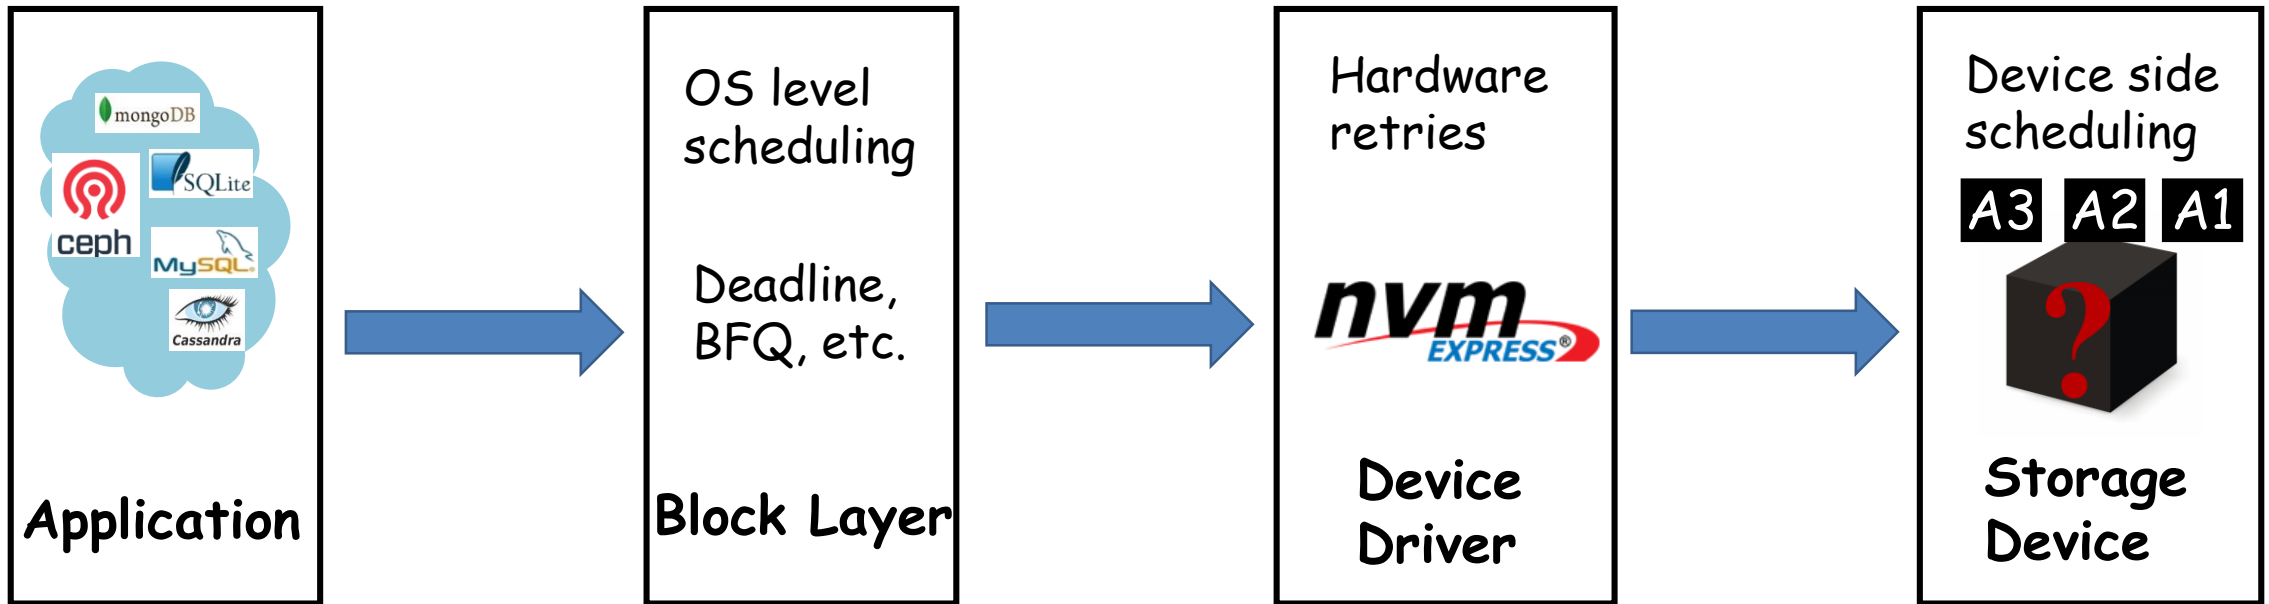 mongoDB
SQLite
ceph
MySQL®
Cassandra
Application
OS level
scheduling
Deadline,
BFQ, etc.
Block Layer
Hardware
retries
nvm
EXPRESS®
Device
Driver
Device side
scheduling
A3 A2 A1
?
Storage
Device